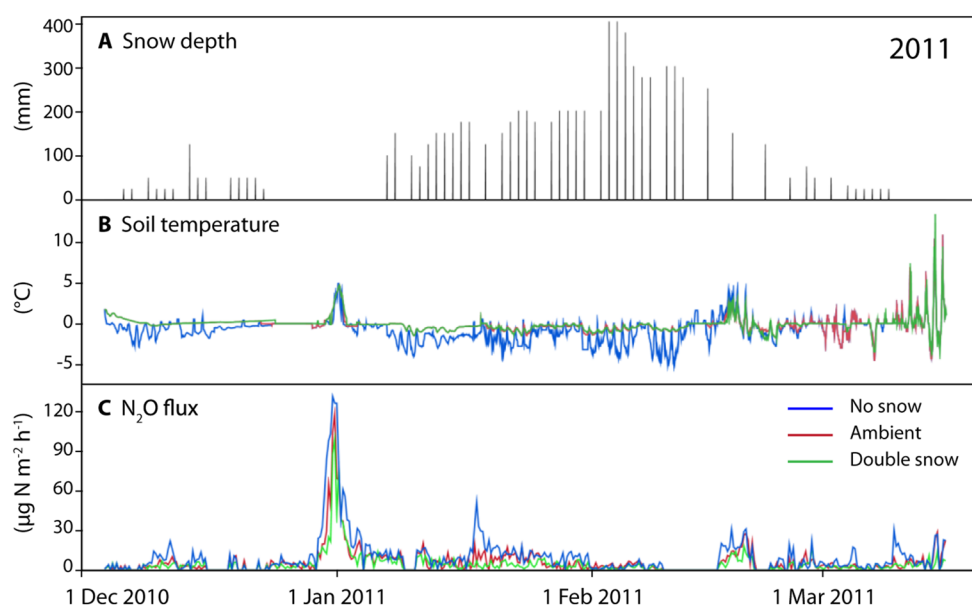 A Snow depth
2011
400
300
200
100
0
(mm)
B Soil temperature
10
5
0
-5
(°C)
C N₂O flux
120
90
60
30
0
(µg N m⁻² h⁻¹)
No snow
Ambient
Double snow
1 Dec 2010
1 Jan 2011
1 Feb 2011
1 Mar 2011